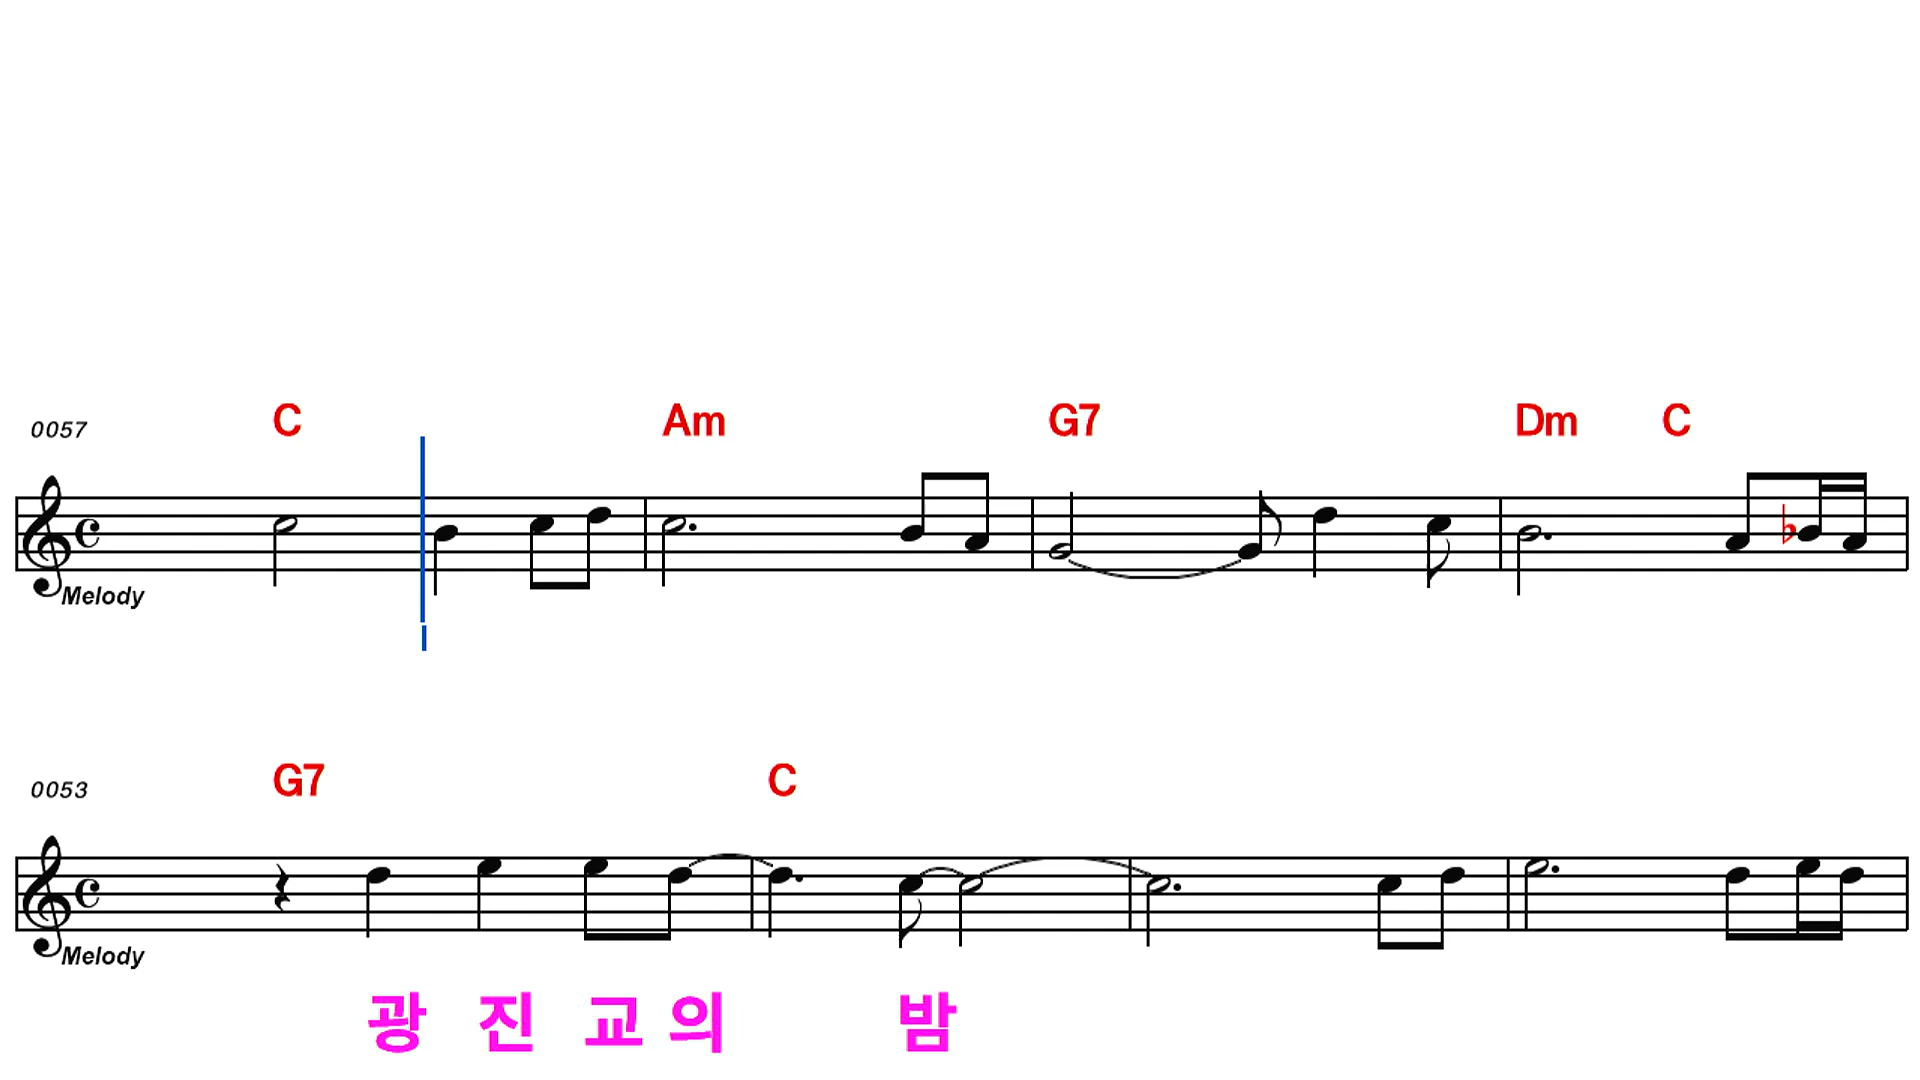 C Am G7 Dm C
0057
Melody
G7 C
0053
Melody
광 진 교 의 밤